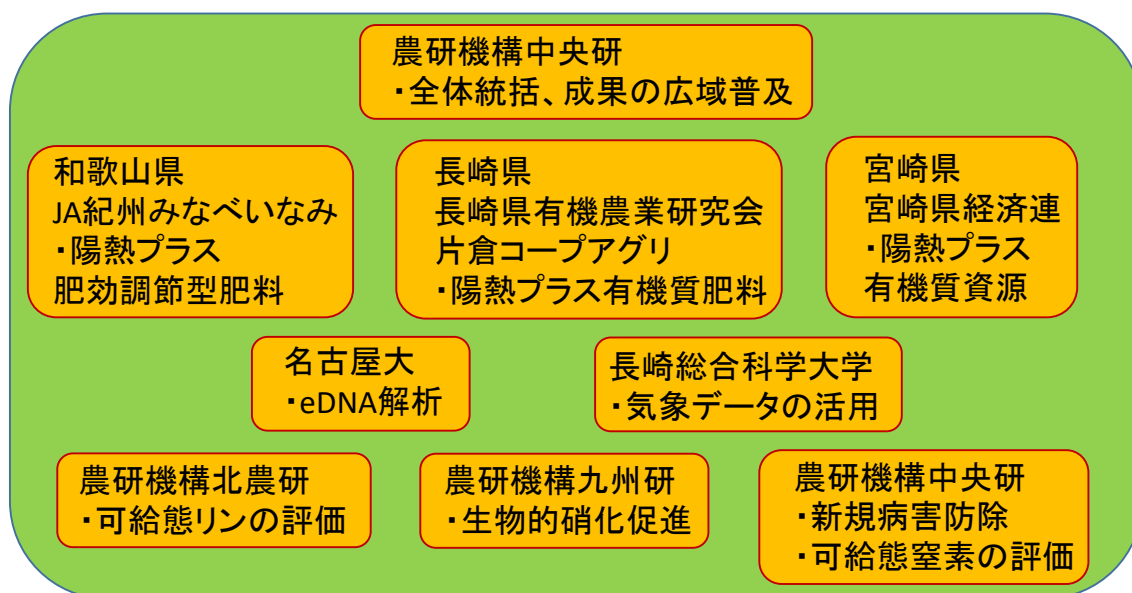 農研機構中央研
・全体統括、成果の広域普及
和歌山県
JA紀州みなべいなみ
・陽熱プラス
肥効調節型肥料
長崎県
長崎県有機農業研究会
片倉コープアグリ
・陽熱プラス有機質肥料
宮崎県
宮崎県経済連
・陽熱プラス
有機質資源
名古屋大
・eDNA解析
長崎総合科学大学
・気象データの活用
農研機構北農研
・可給態リンの評価
農研機構九州研
・生物的硝化促進
農研機構中央研
・新規病害防除
・可給態窒素の評価